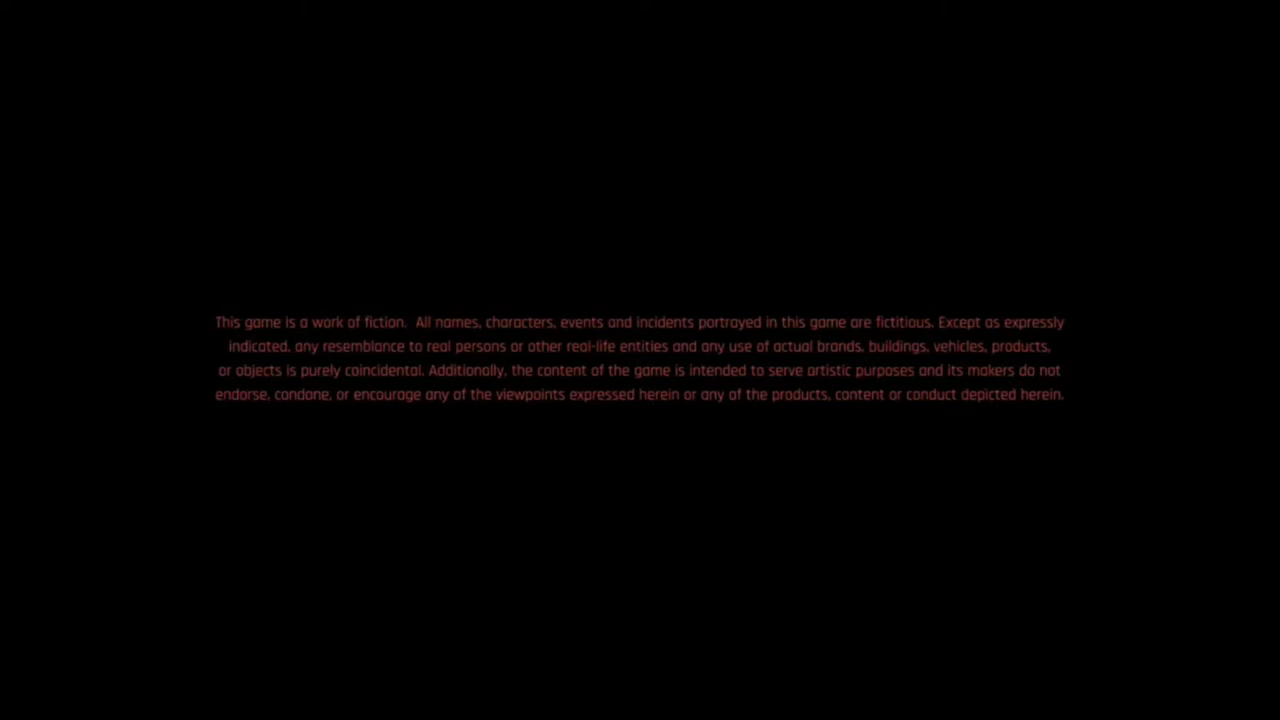 This game is a work of fiction.  All names, characters, events and incidents portrayed in this game are fictitious. Except as expressly
indicated, any resemblance to real persons or other real-life entities and any use of actual brands, buildings, vehicles, products,
or objects is purely coincidental. Additionally, the content of the game is intended to serve artistic purposes and its makers do not
endorse, condone, or encourage any of the viewpoints expressed herein or any of the products, content or conduct depicted herein.